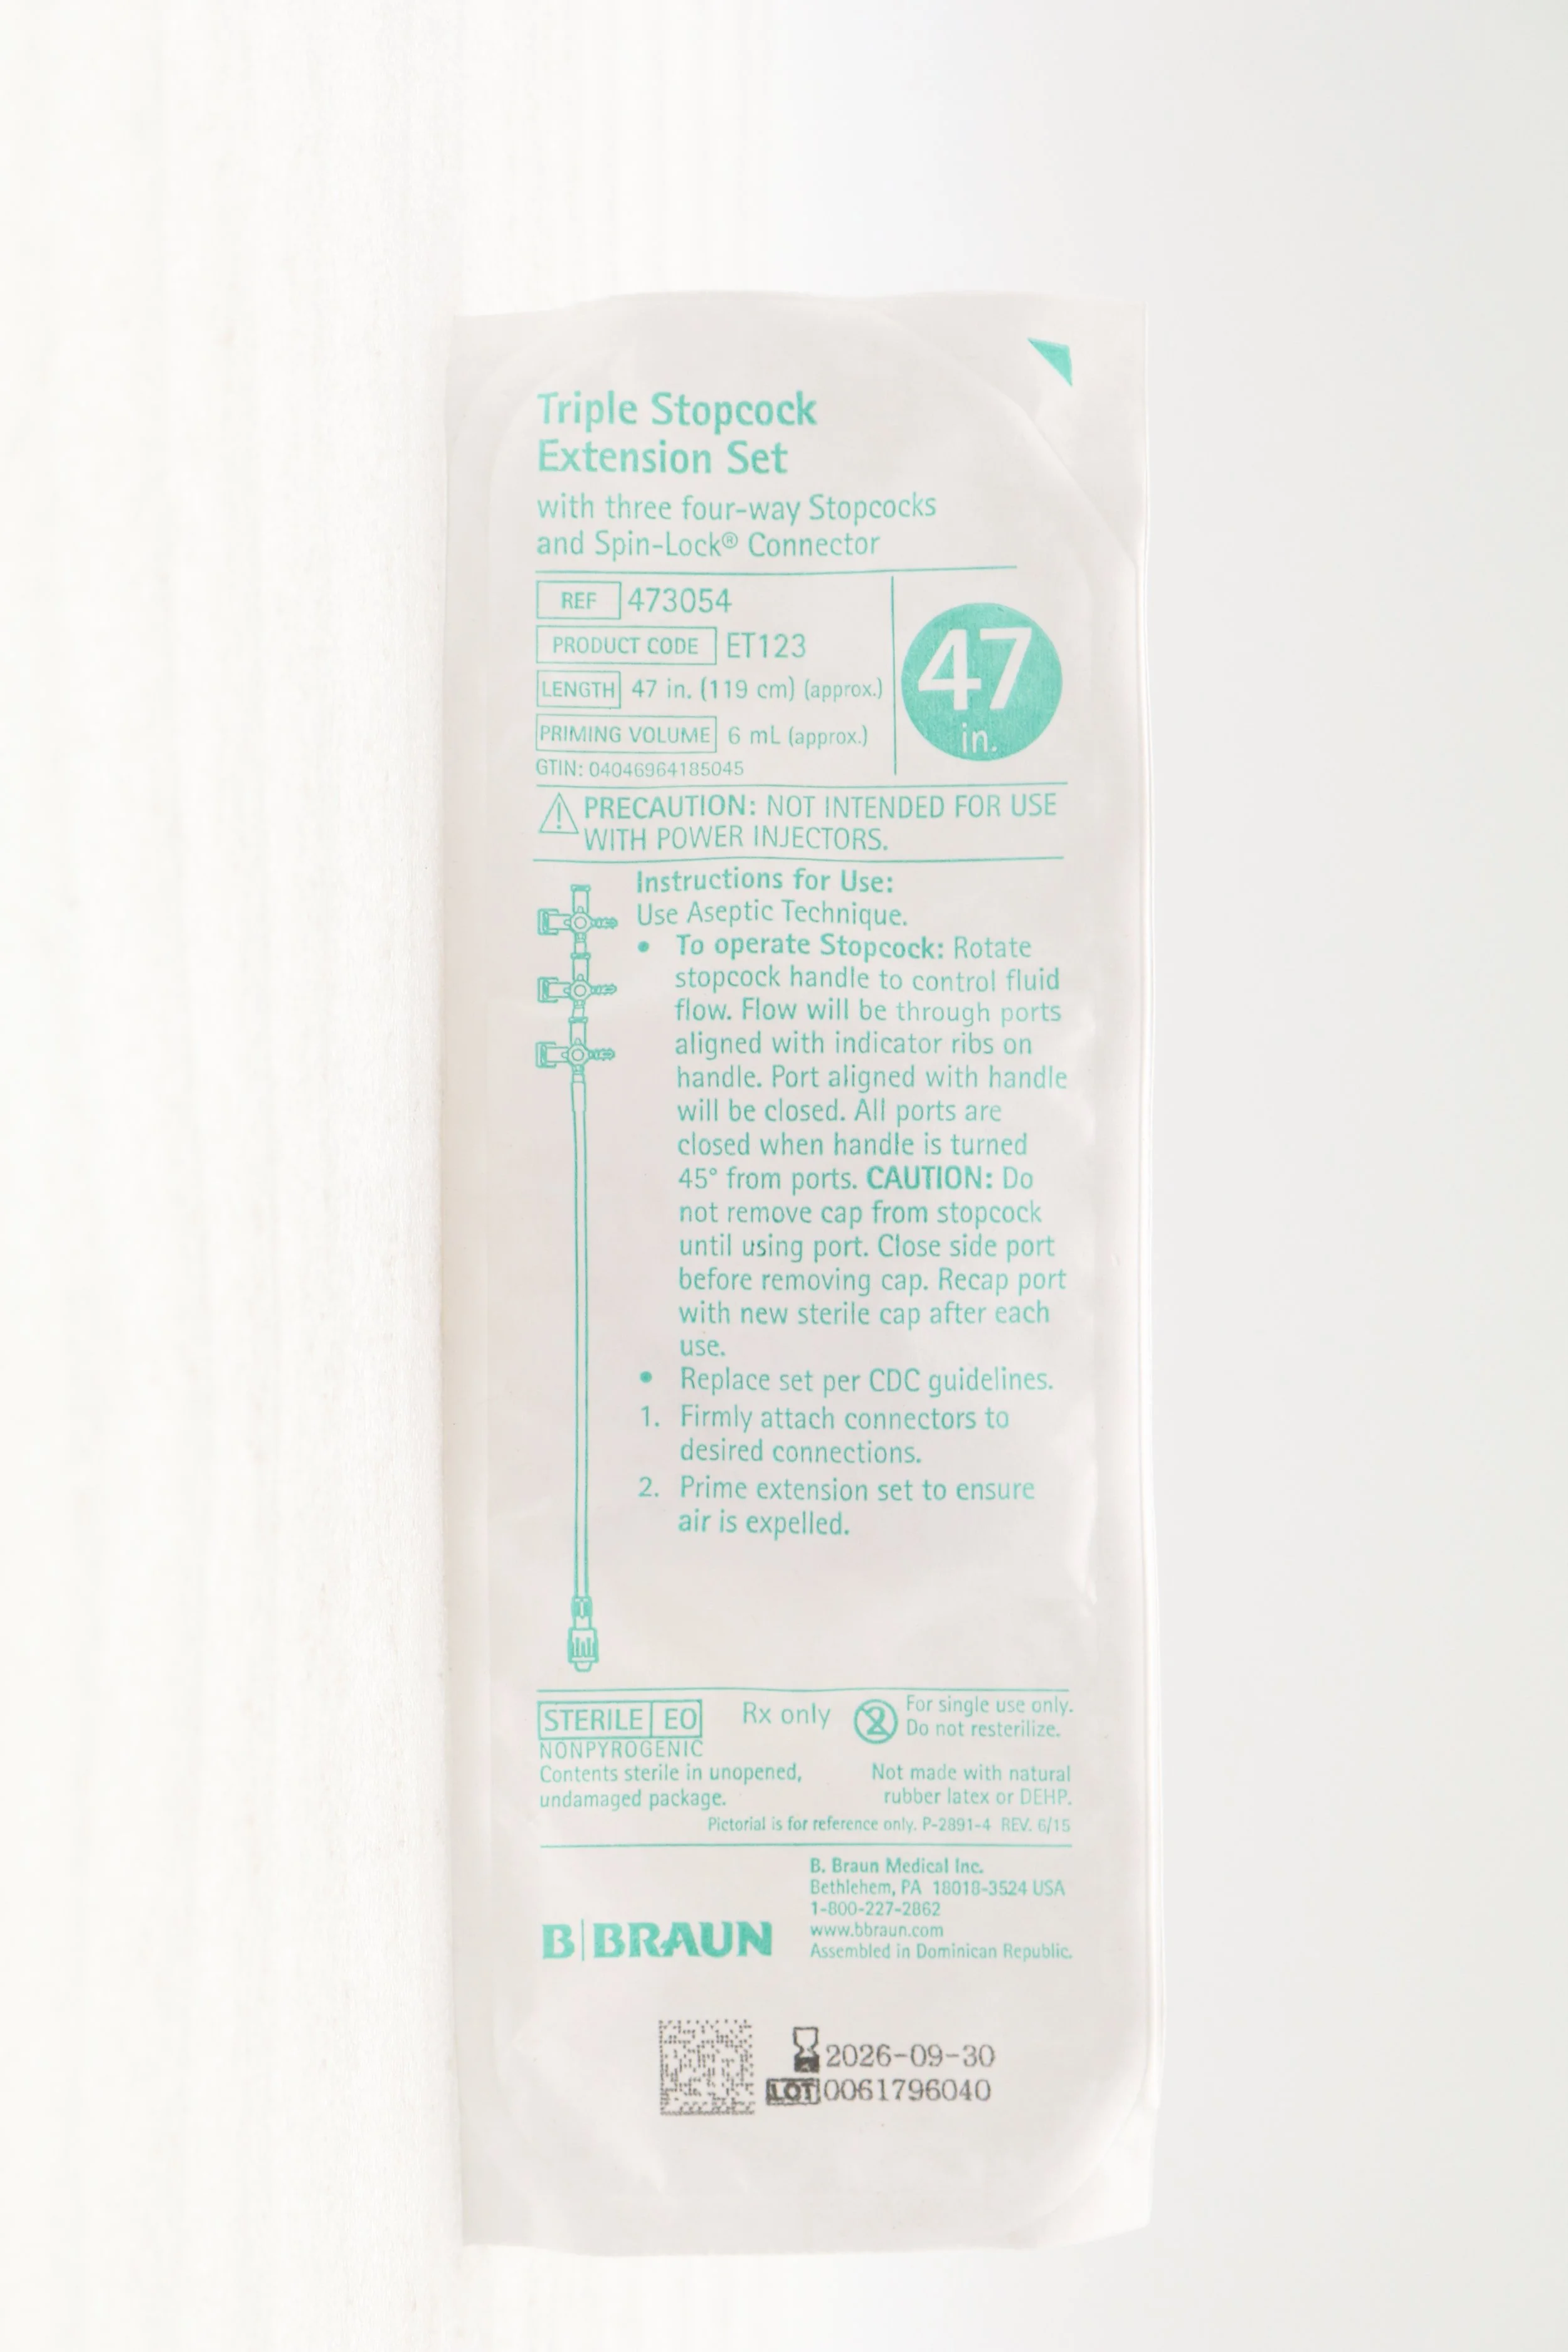 Triple Stopcock
Extension Set
with three four-way Stopcocks
and Spin-Lock® Connector
REF 473054
PRODUCT CODE ET123
LENGTH 47 in. (119 cm) (approx.)
PRIMING VOLUME 6 mL (approx.)
GTIN: 04046964185045
47
in.
PRECAUTION: NOT INTENDED FOR USE
WITH POWER INJECTORS.
Instructions for Use:
Use Aseptic Technique.
• To operate Stopcock: Rotate
stopcock handle to control fluid
flow. Flow will be through ports
aligned with indicator ribs on
handle. Port aligned with handle
will be closed. All ports are
closed when handle is turned
45° from ports. CAUTION: Do
not remove cap from stopcock
until using port. Close side port
before removing cap. Recap port
with new sterile cap after each
use.
• Replace set per CDC guidelines.
1. Firmly attach connectors to
desired connections.
2. Prime extension set to ensure
air is expelled.
STERILE EO
NONPYROGENIC
Contents sterile in unopened,
undamaged package.
Rx only
2
For single use only.
Do not resterilize.
Not made with natural
rubber latex or DEHP.
Pictorial is for reference only. P-2891-4 REV. 6/15
B|BRAUN
B. Braun Medical Inc.
Bethlehem, PA 18018-3524 USA
1-800-227-2862
www.bbraun.com
Assembled in Dominican Republic.
2026-09-30
LOT 0061796040